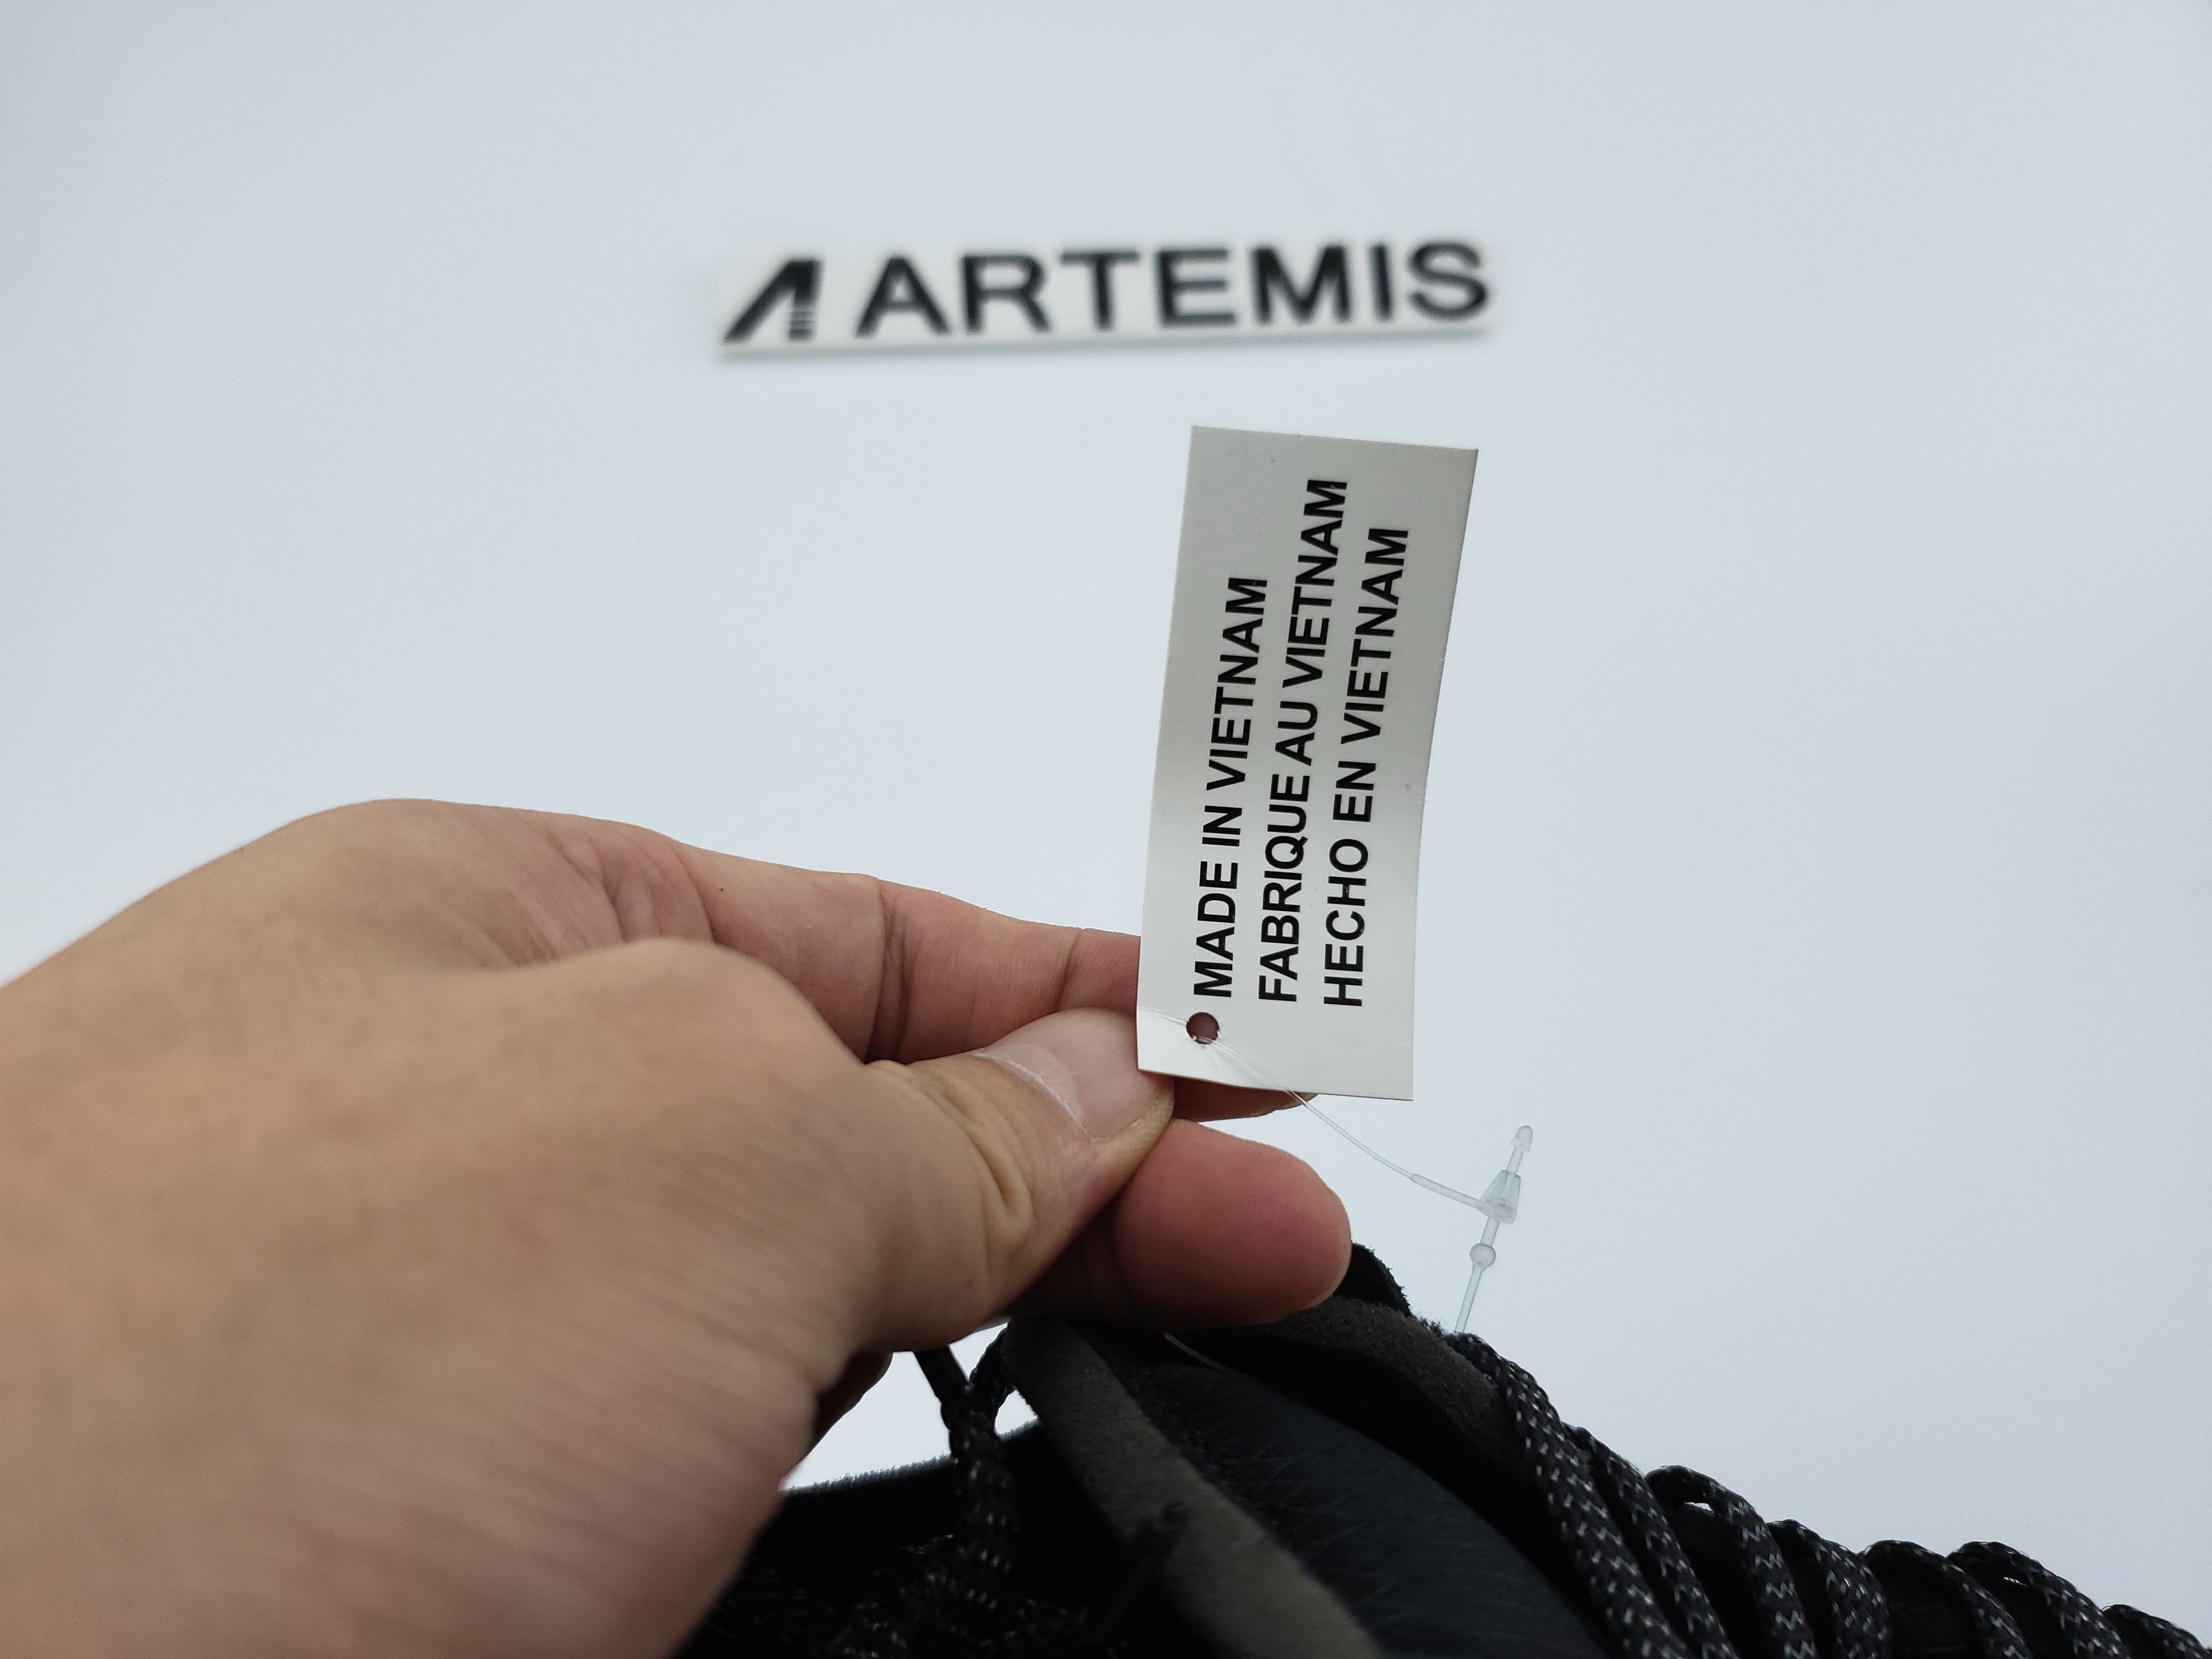 ARTEMIS
MADE IN VIETNAM
FABRIQUE AU VIETNAM
HECHO EN VIETNAM